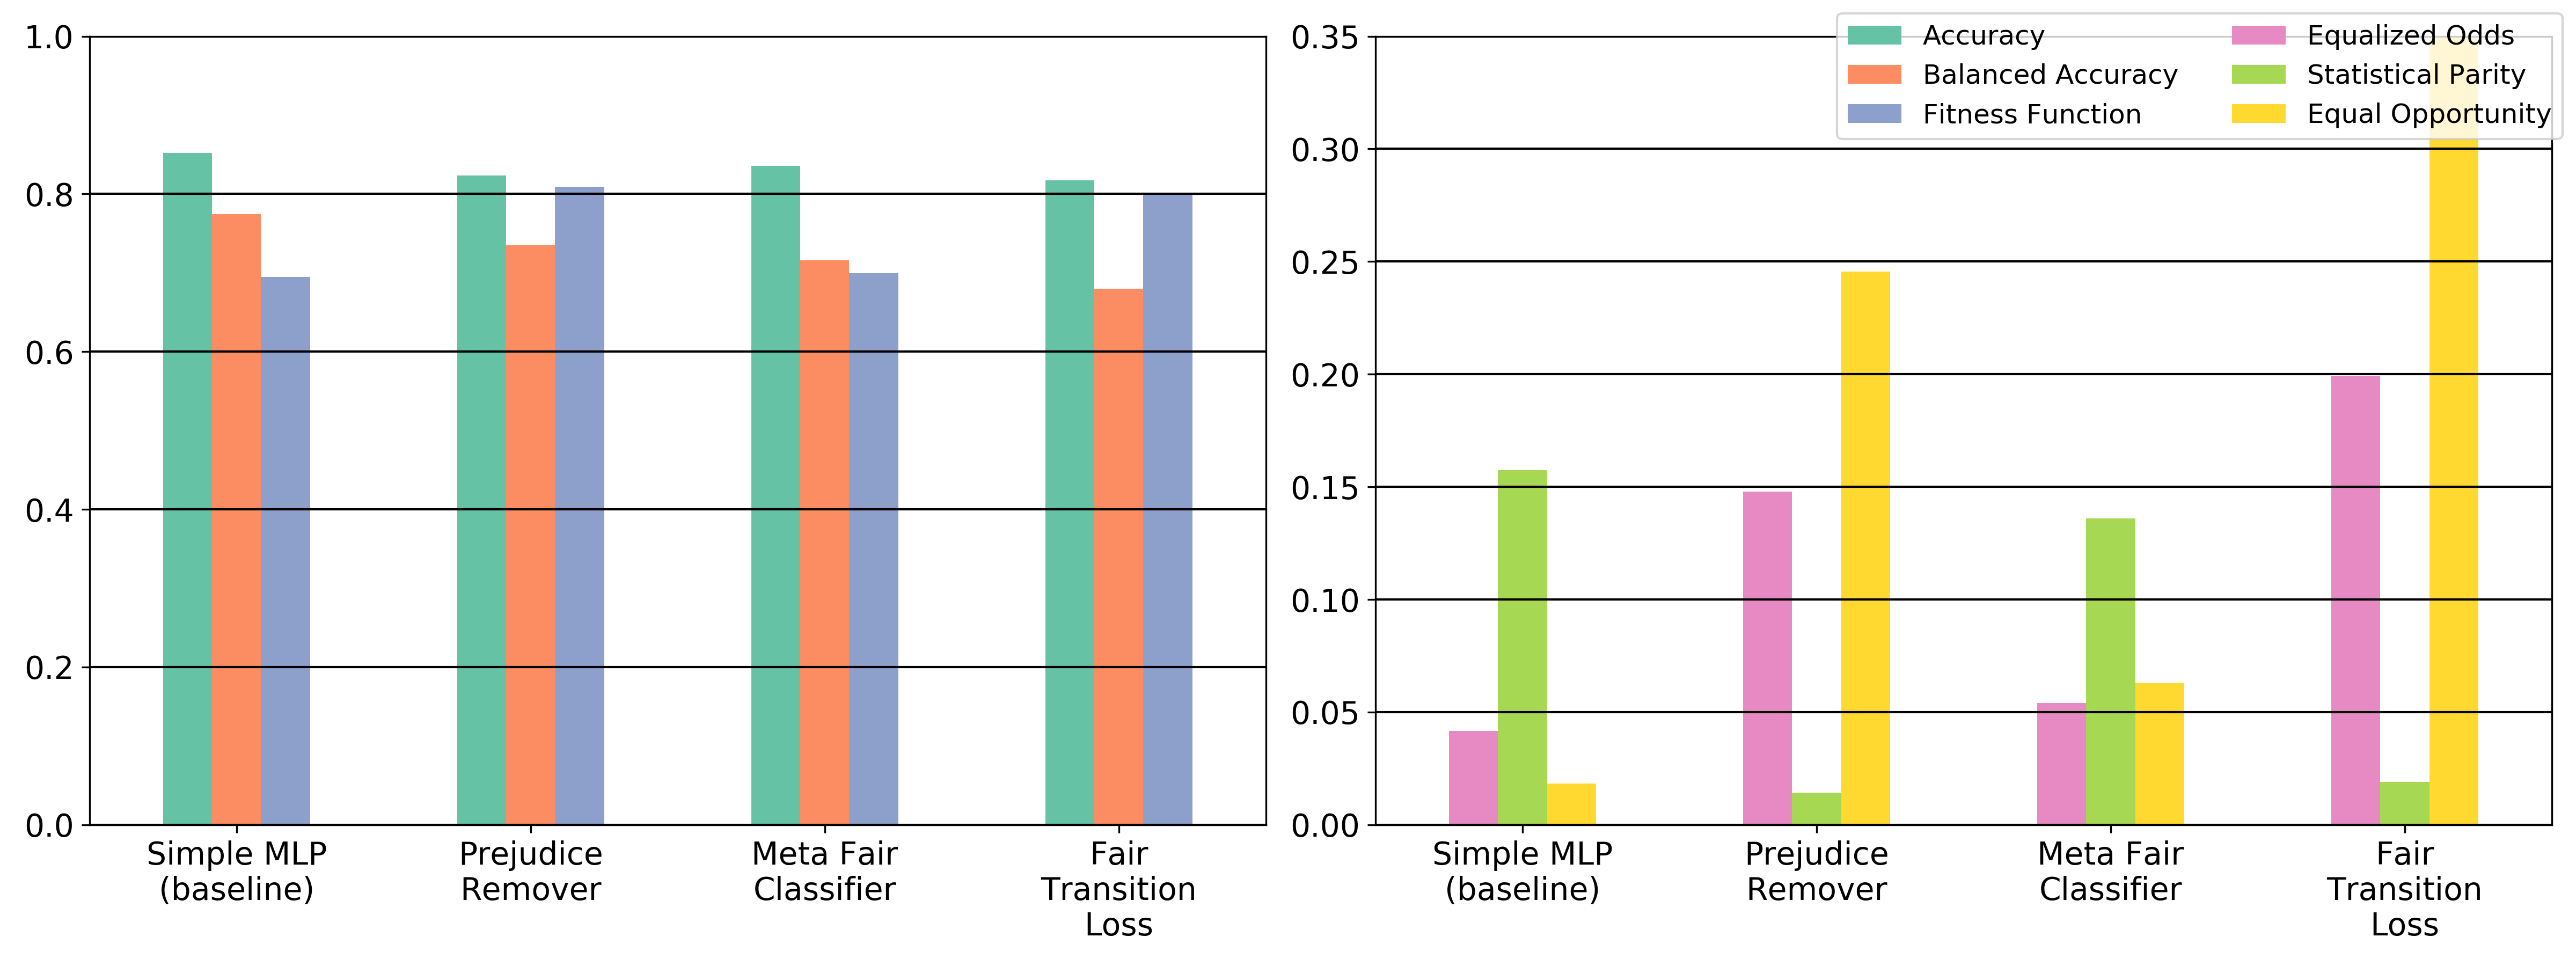 1.0
0.8
0.6
0.4
0.2
0.0
Simple MLP
(baseline)
Prejudice
Remover
Meta Fair
Classifier
Fair
Transition
Loss
0.35
0.30
0.25
0.20
0.15
0.10
0.05
0.00
Simple MLP
(baseline)
Prejudice
Remover
Meta Fair
Classifier
Fair
Transition
Loss
Accuracy
Balanced Accuracy
Fitness Function
Equalized Odds
Statistical Parity
Equal Opportunity